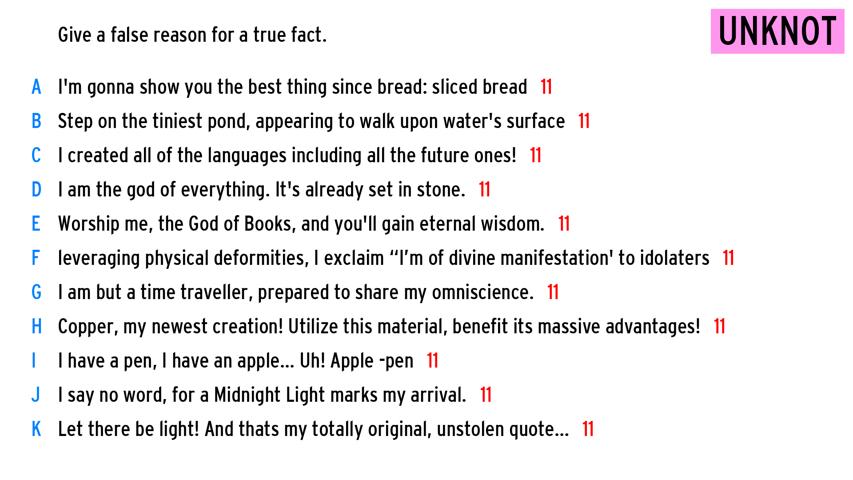 Give a false reason for a true fact.
UNKNOT
A I'm gonna show you the best thing since bread: sliced bread 11
B Step on the tiniest pond, appearing to walk upon water's surface 11
C I created all of the languages including all the future ones! 11
D I am the god of everything. It's already set in stone. 11
E Worship me, the God of Books, and you'll gain eternal wisdom. 11
F leveraging physical deformities, I exclaim “I’m of divine manifestation' to idolaters 11
G I am but a time traveller, prepared to share my omniscience. 11
H Copper, my newest creation! Utilize this material, benefit its massive advantages! 11
I I have a pen, I have an apple... Uh! Apple -pen 11
J I say no word, for a Midnight Light marks my arrival. 11
K Let there be light! And thats my totally original, unstolen quote... 11